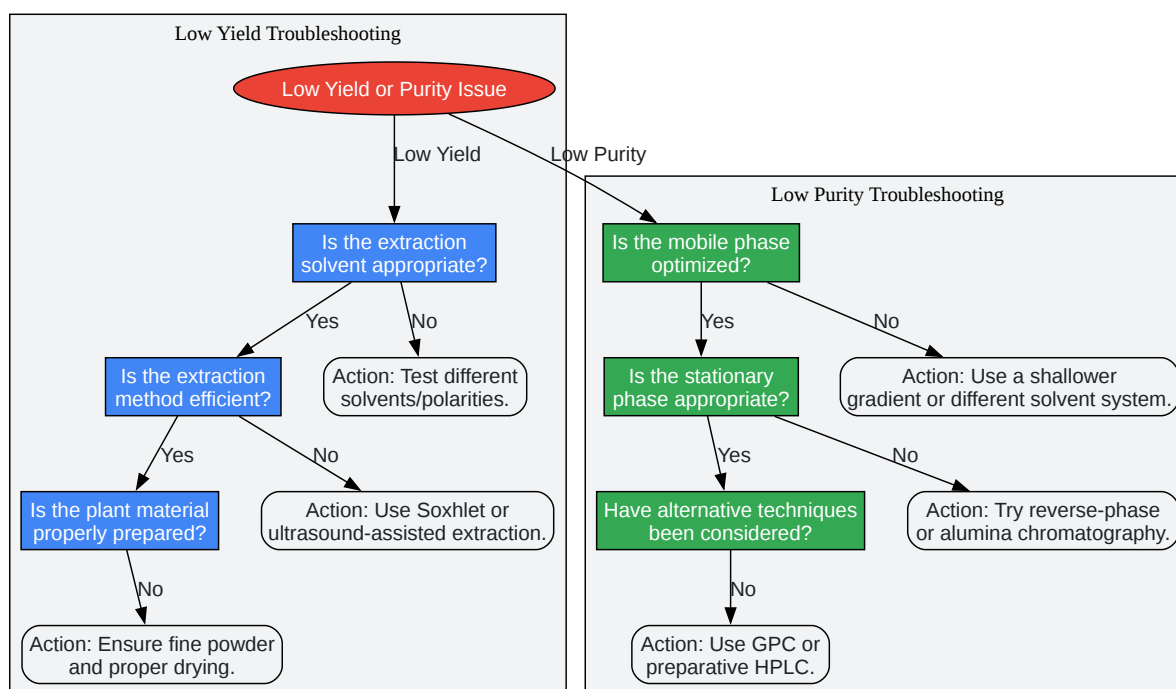 Low Yield Troubleshooting
Low Yield or Purity Issue
Low Yield
Low Purity
Low Purity Troubleshooting
Is the extraction
solvent appropriate?
Is the mobile phase
optimized?
Yes
No
Yes
No
Is the extraction
method efficient?
Action: Test different
solvents/polarities.
Is the stationary
phase appropriate?
Action: Use a shallower
gradient or different solvent system.
Yes
No
Yes
No
Is the plant material
properly prepared?
Action: Use Soxhlet or
ultrasound-assisted extraction.
Have alternative techniques
been considered?
Action: Try reverse-phase
or alumina chromatography.
No
No
Action: Ensure fine powder
and proper drying.
Action: Use GPC or
preparative HPLC.